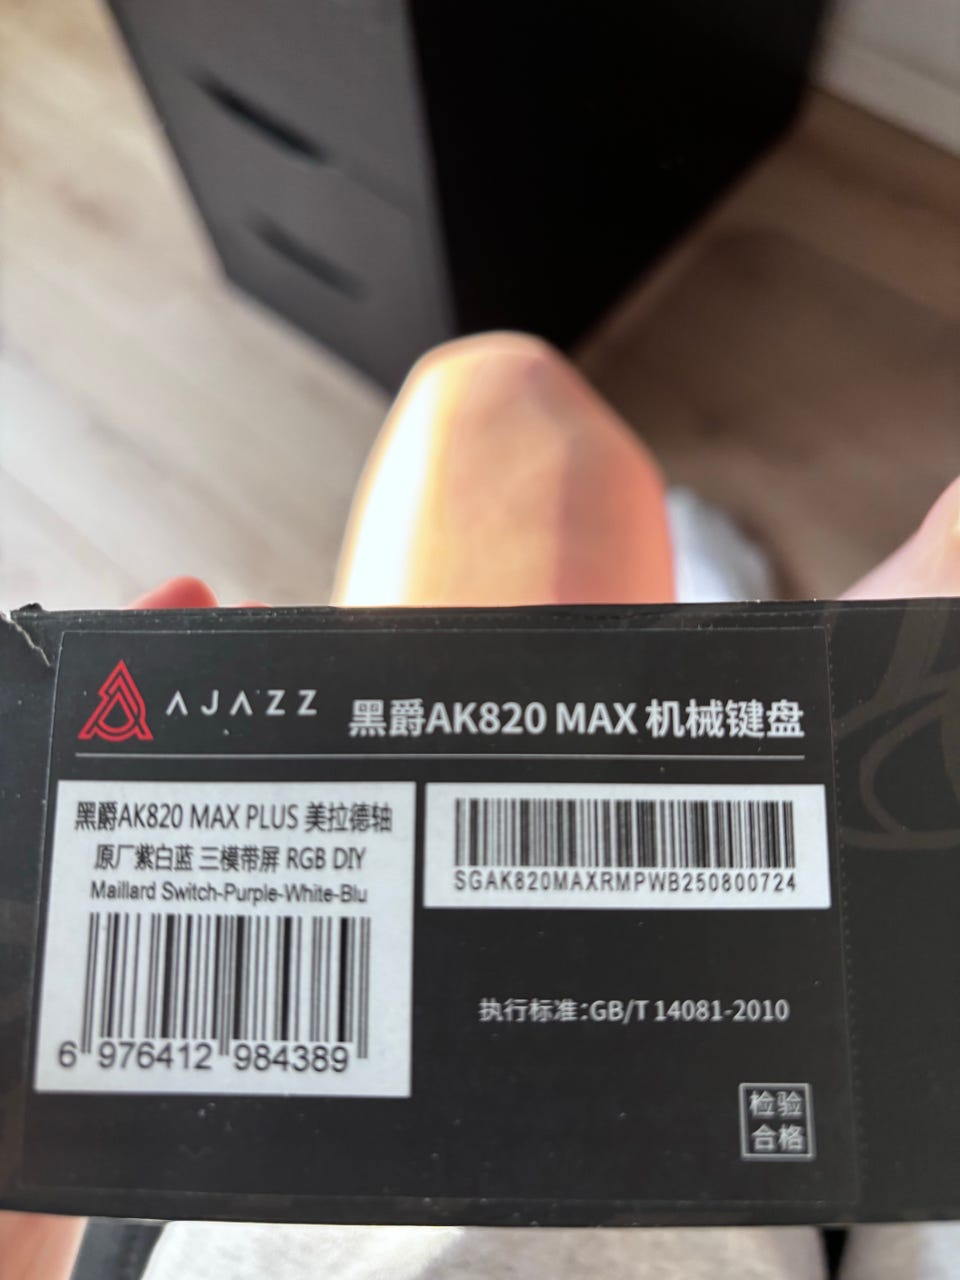 AJAZZ
黑爵AK820 MAX 机械键盘
黑爵AK820 MAX PLUS 美拉德轴
原厂紫白蓝 三模带屏 RGB DIY
Maillard Switch-Purple-White-Blu
6 976412 984389
SGAK820MAXRMPWB250800724
执行标准:GB/T 14081-2010
检验
合格